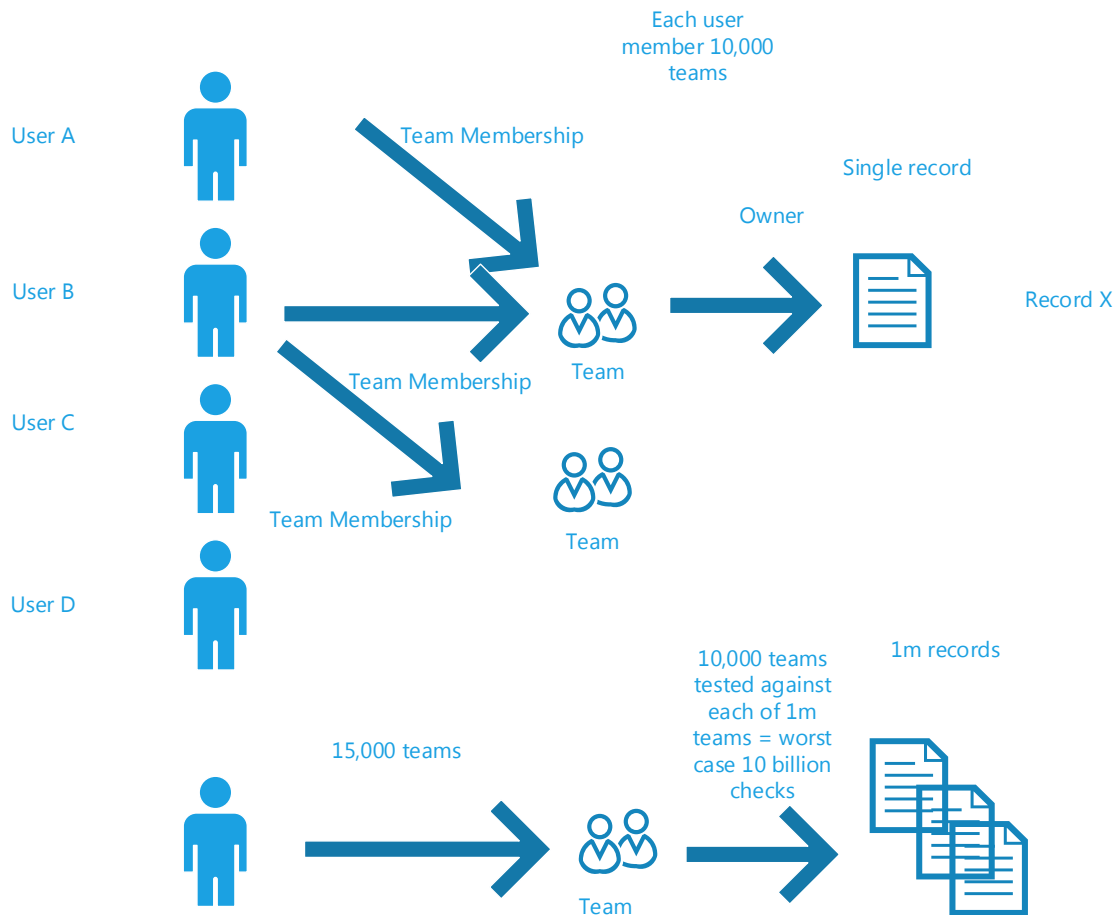 Each user
member 10,000
teams
User A
Team Membership
Single record
Owner
User B
Record X
Team
Team Membership
User C
Team Membership
Team
User D
1m records
10,000 teams
tested against
each of 1m
teams = worst
case 10 billion
checks
15,000 teams
Team